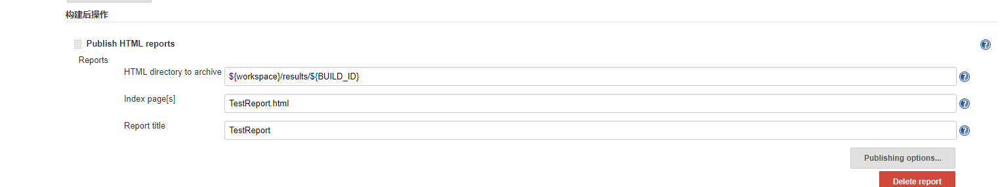 构建后操作
Publish HTML reports
Reports
HTML directory to archive ${workspace}/results/${BUILD_ID}
Index page[s] TestReport.html
Report title TestReport
Publishing options...
Delete report